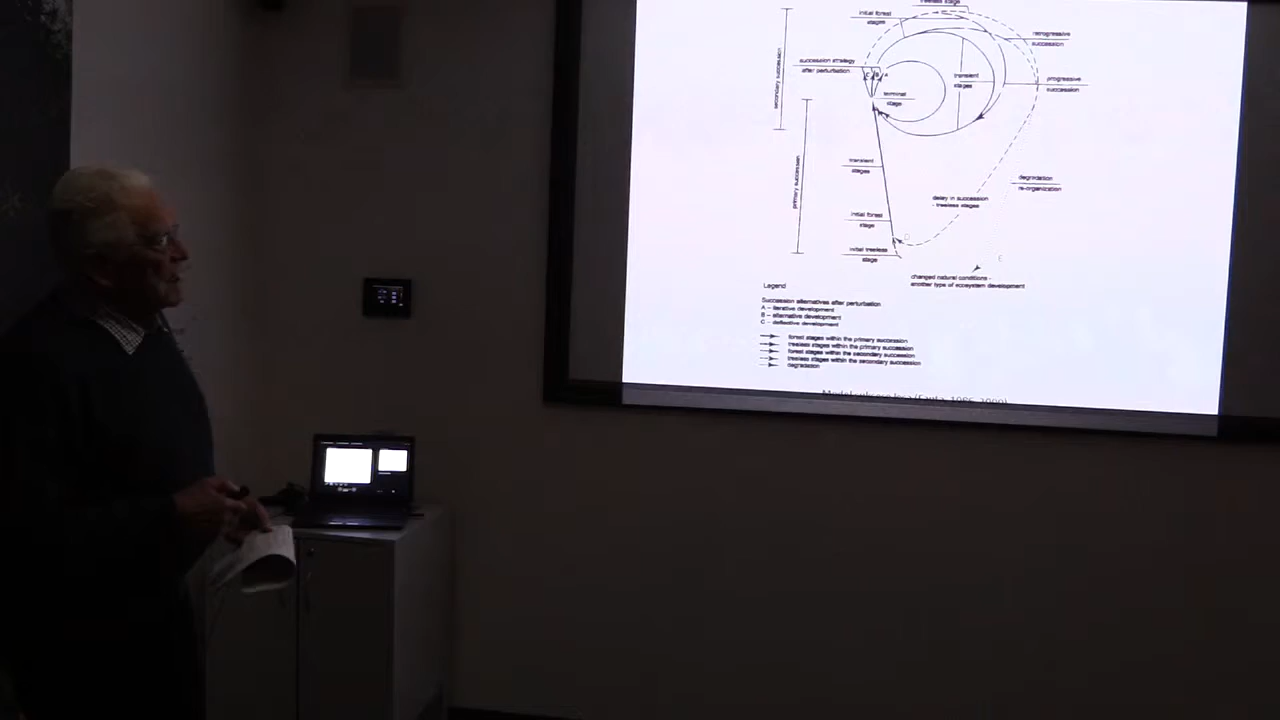 treeless stage
initial forest
stages
retrogressive
succession
secondary succession
succession strategy
after perturbation
C
B
A
transient
stages
progressive
succession
terminal
stage
primary succession
transient
stages
degradation
re-organization
delay in succession
- treeless stages
initial forest
stage
D
initial treeless
stage
E
changed natural conditions -
another type of ecosystem development
Legend
Succession alternatives after perturbation
A – iterative development
B – alternative development
C – deflective development
forest stages within the primary succession
treeless stages within the primary succession
forest stages within the secondary succession
treeless stages within the secondary succession
degradation